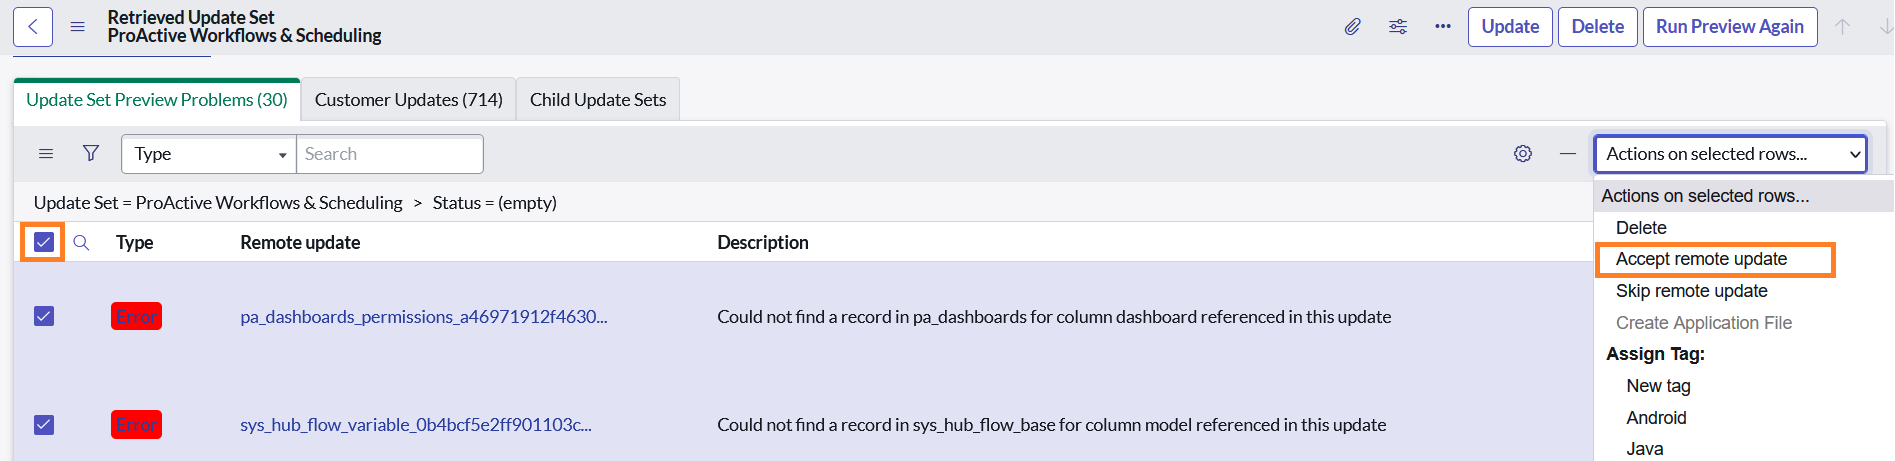 Retrieved Update Set
ProActive Workflows & Scheduling
Update
Delete
Run Preview Again
Update Set Preview Problems (30)
Customer Updates (714)
Child Update Sets
Type
Search
Actions on selected rows...
Update Set = ProActive Workflows & Scheduling > Status = (empty)
Actions on selected rows...
Delete
Accept remote update
Skip remote update
Create Application File
Assign Tag:
New tag
Android
Java
Type
Remote update
Description
Error
pa_dashboards_permissions_a46971912f4630...
Could not find a record in pa_dashboards for column dashboard referenced in this update
Error
sys_hub_flow_variable_0b4bcf5e2ff901103c...
Could not find a record in sys_hub_flow_base for column model referenced in this update